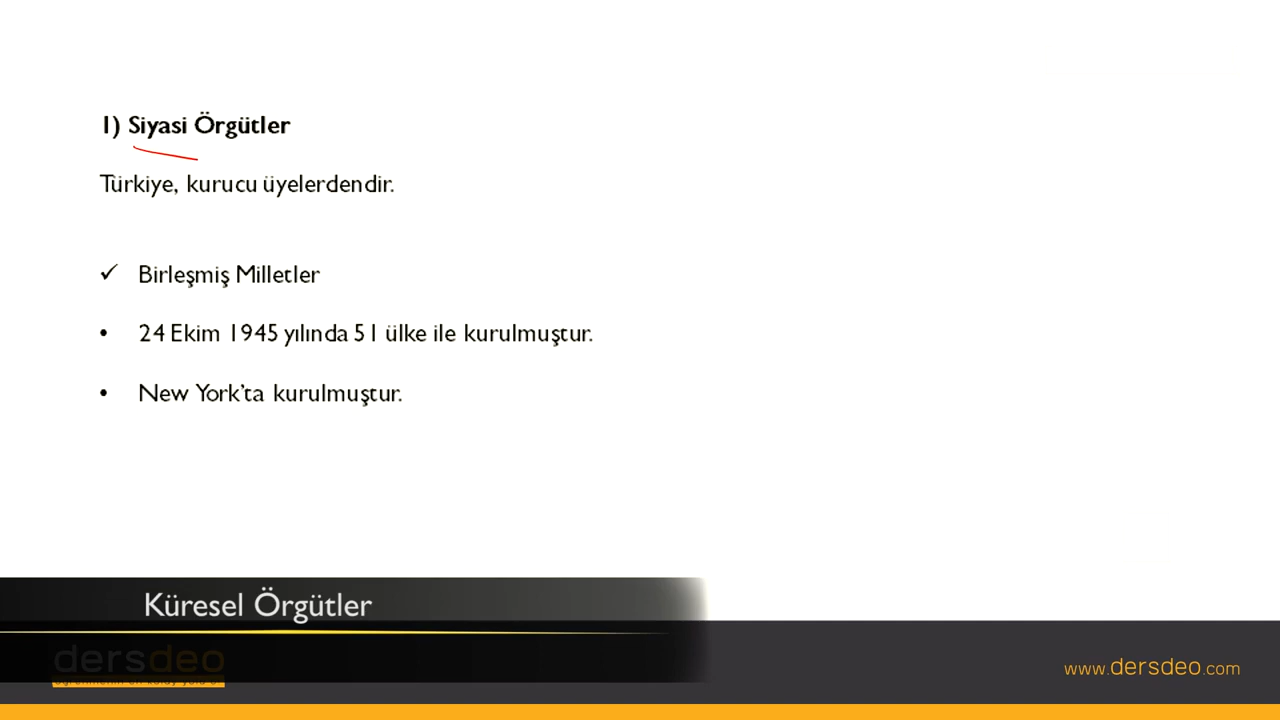 1) Siyasi Örgütler
Türkiye, kurucu üyelerdendir.
✓ Birleşmiş Milletler
• 24 Ekim 1945 yılında 51 ülke ile kurulmuştur.
• New York'ta kurulmuştur.
Küresel Örgütler
dersdeo
www.dersdeo.com